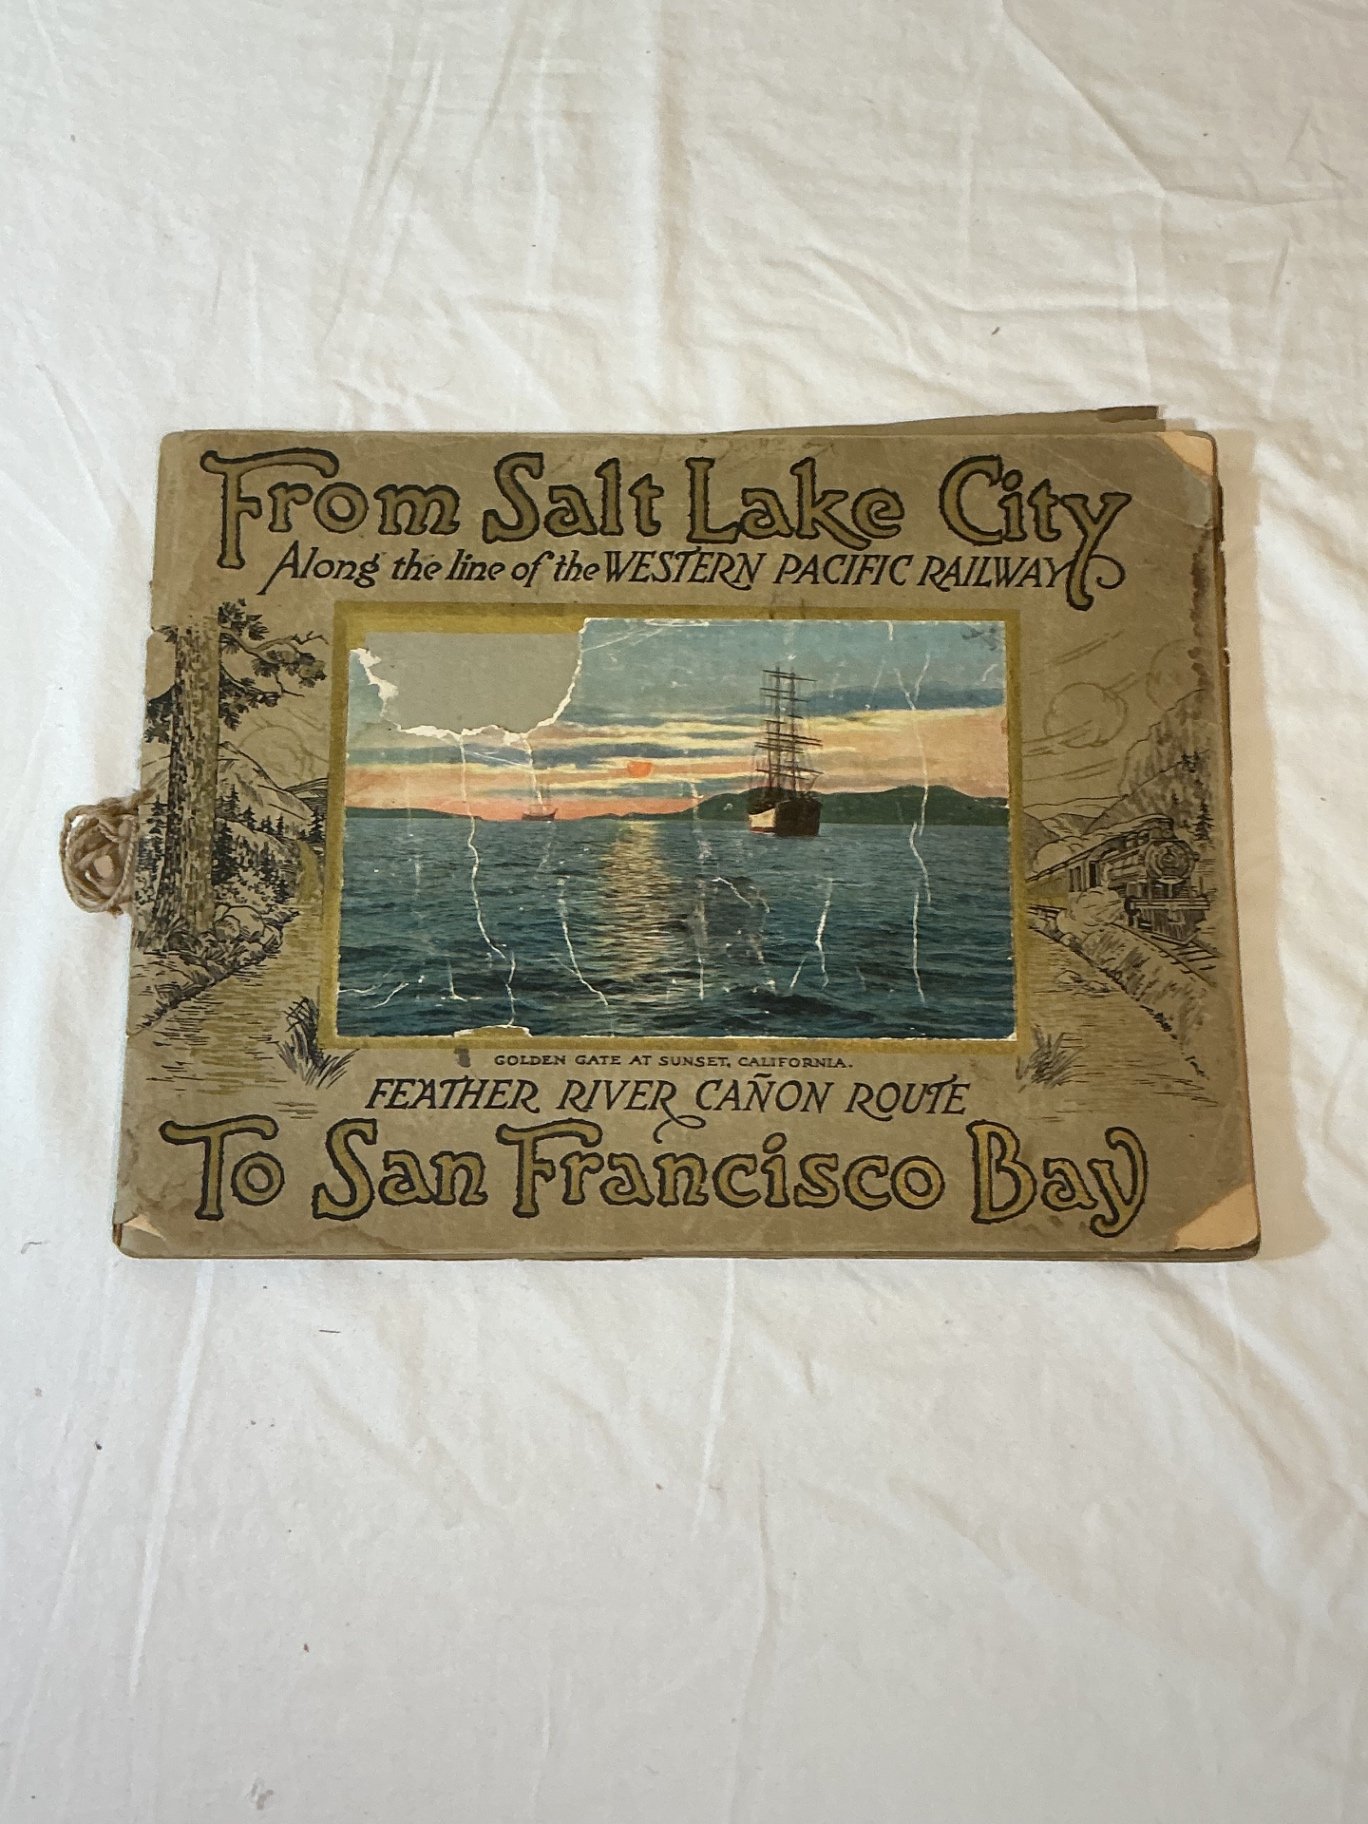 From Salt Lake City
Along the line of the WESTERN PACIFIC RAILWAY
GOLDEN GATE AT SUNSET, CALIFORNIA.
FEATHER RIVER CAÑON ROUTE
To San Francisco Bay